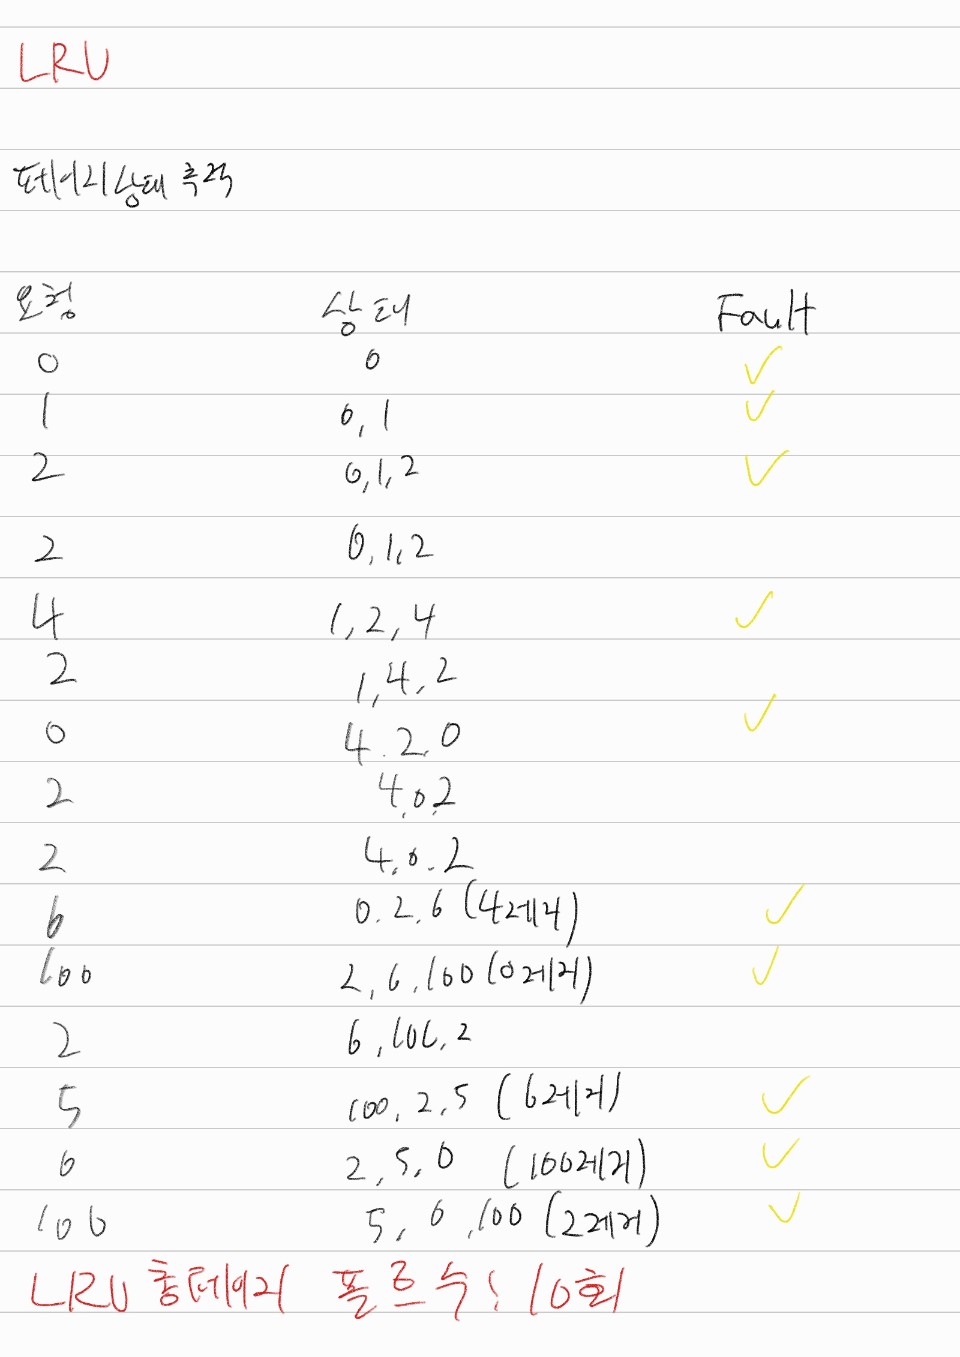 LRU
페이지 상태 추적
요청 상태 Fault
0 0 ✓
1 0, 1 ✓
2 0, 1, 2 ✓
2 0, 1, 2
4 1, 2, 4 ✓
2 1, 4, 2
0 4. 2. 0 ✓
2 4, 0, 2
2 4, 0. 2
6 0. 2. 6 (4제거) ✓
100 2, 6, 100 (0제거) ✓
2 6, 100, 2
5 100, 2, 5 (6제거) ✓
0 2, 5, 0 (100제거) ✓
100 5, 0, 100 (2제거) ✓
LRU 총페이지 폴트수: 10회